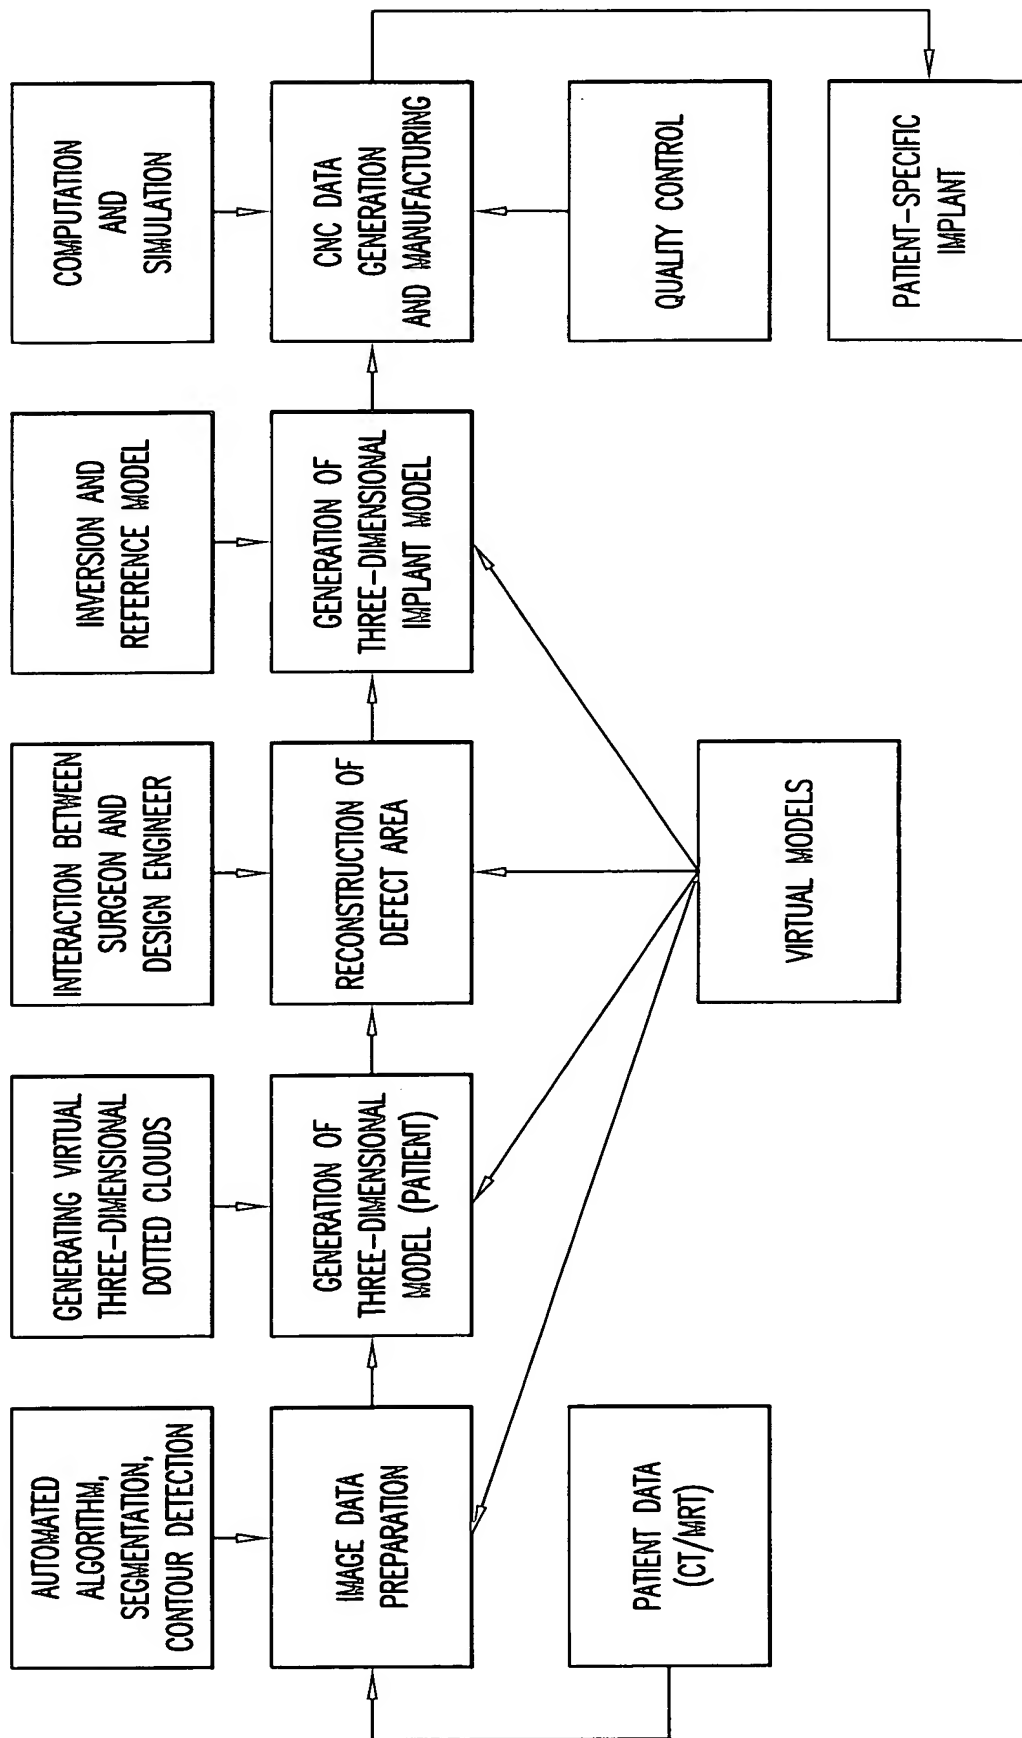 AUTOMATED
ALGORITHM,
SEGMENTATION,
CONTOUR DETECTION
GENERATING VIRTUAL
THREE-DIMENSIONAL
DOTTED CLOUDS
INTERACTION BETWEEN
SURGEON AND
DESIGN ENGINEER
INVERSION AND
REFERENCE MODEL
COMPUTATION
AND
SIMULATION
IMAGE DATA
PREPARATION
GENERATION OF
THREE-DIMENSIONAL
MODEL (PATIENT)
RECONSTRUCTION OF
DEFECT AREA
GENERATION OF
THREE-DIMENSIONAL
IMPLANT MODEL
CNC DATA
GENERATION
AND MANUFACTURING
PATIENT DATA
(CT/MRT)
VIRTUAL MODELS
QUALITY CONTROL
PATIENT-SPECIFIC
IMPLANT